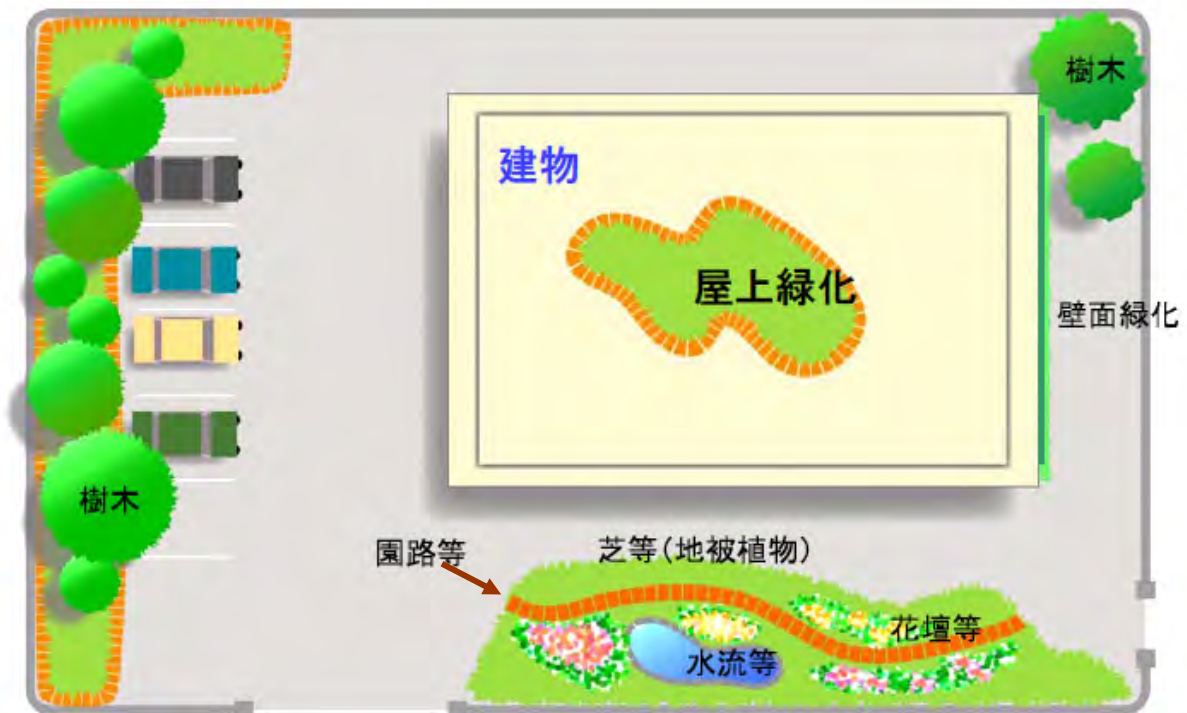 樹木
建物
屋上緑化
壁面緑化
樹木
園路等
芝等(地被植物)
花壇等
水流等